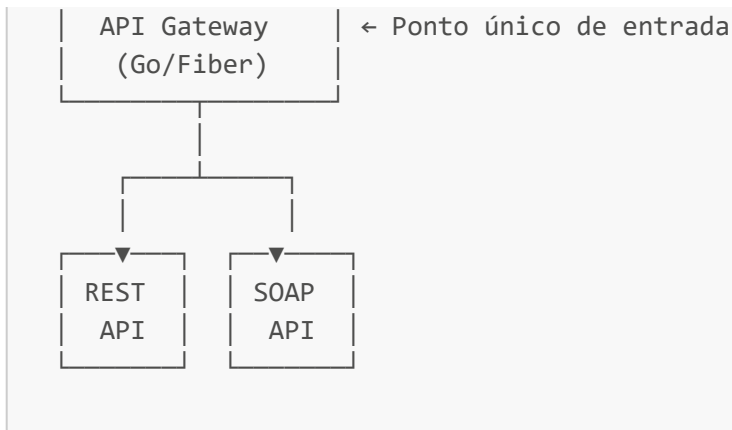 API Gateway ← Ponto único de entrada
(Go/Fiber)
REST SOAP
API API